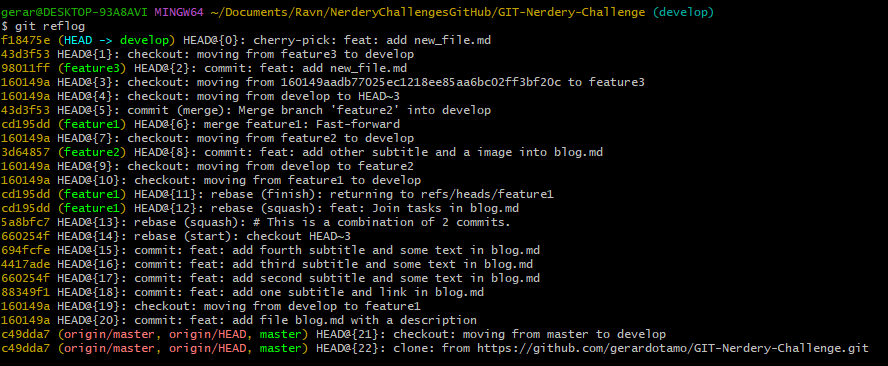 gerar@DESKTOP-93A8AVI MINGW64 ~/Documents/Ravn/NerderyChallengesGitHub/GIT-Nerdery-Challenge (develop)
$ git reflog
f18475e (HEAD -> develop) HEAD@{0}: cherry-pick: feat: add new_file.md
43d3f53 HEAD@{1}: checkout: moving from feature3 to develop
98011ff (feature3) HEAD@{2}: commit: feat: add new_file.md
160149a HEAD@{3}: checkout: moving from 160149aadb77025ec1218ee85aa6bc02ff3bf20c to feature3
160149a HEAD@{4}: checkout: moving from develop to HEAD~3
43d3f53 HEAD@{5}: commit (merge): Merge branch 'feature2' into develop
cd195dd (feature1) HEAD@{6}: merge feature1: Fast-forward
160149a HEAD@{7}: checkout: moving from feature2 to develop
3d64857 (feature2) HEAD@{8}: commit: feat: add other subtitle and a image into blog.md
160149a HEAD@{9}: checkout: moving from develop to feature2
160149a HEAD@{10}: checkout: moving from feature1 to develop
cd195dd (feature1) HEAD@{11}: rebase (finish): returning to refs/heads/feature1
cd195dd (feature1) HEAD@{12}: rebase (squash): feat: Join tasks in blog.md
5a8bfc7 HEAD@{13}: rebase (squash): # This is a combination of 2 commits.
660254f HEAD@{14}: rebase (start): checkout HEAD~3
694fcfe HEAD@{15}: commit: feat: add fourth subtitle and some text in blog.md
4417ade HEAD@{16}: commit: feat: add third subtitle and some text in blog.md
660254f HEAD@{17}: commit: feat: add second subtitle and some text in blog.md
88349f1 HEAD@{18}: commit: feat: add one subtitle and link in blog.md
160149a HEAD@{19}: checkout: moving from develop to feature1
160149a HEAD@{20}: commit: feat: add file blog.md with a description
c49dda7 (origin/master, origin/HEAD, master) HEAD@{21}: checkout: moving from master to develop
c49dda7 (origin/master, origin/HEAD, master) HEAD@{22}: clone: from https://github.com/gerardotamo/GIT-Nerdery-Challenge.git